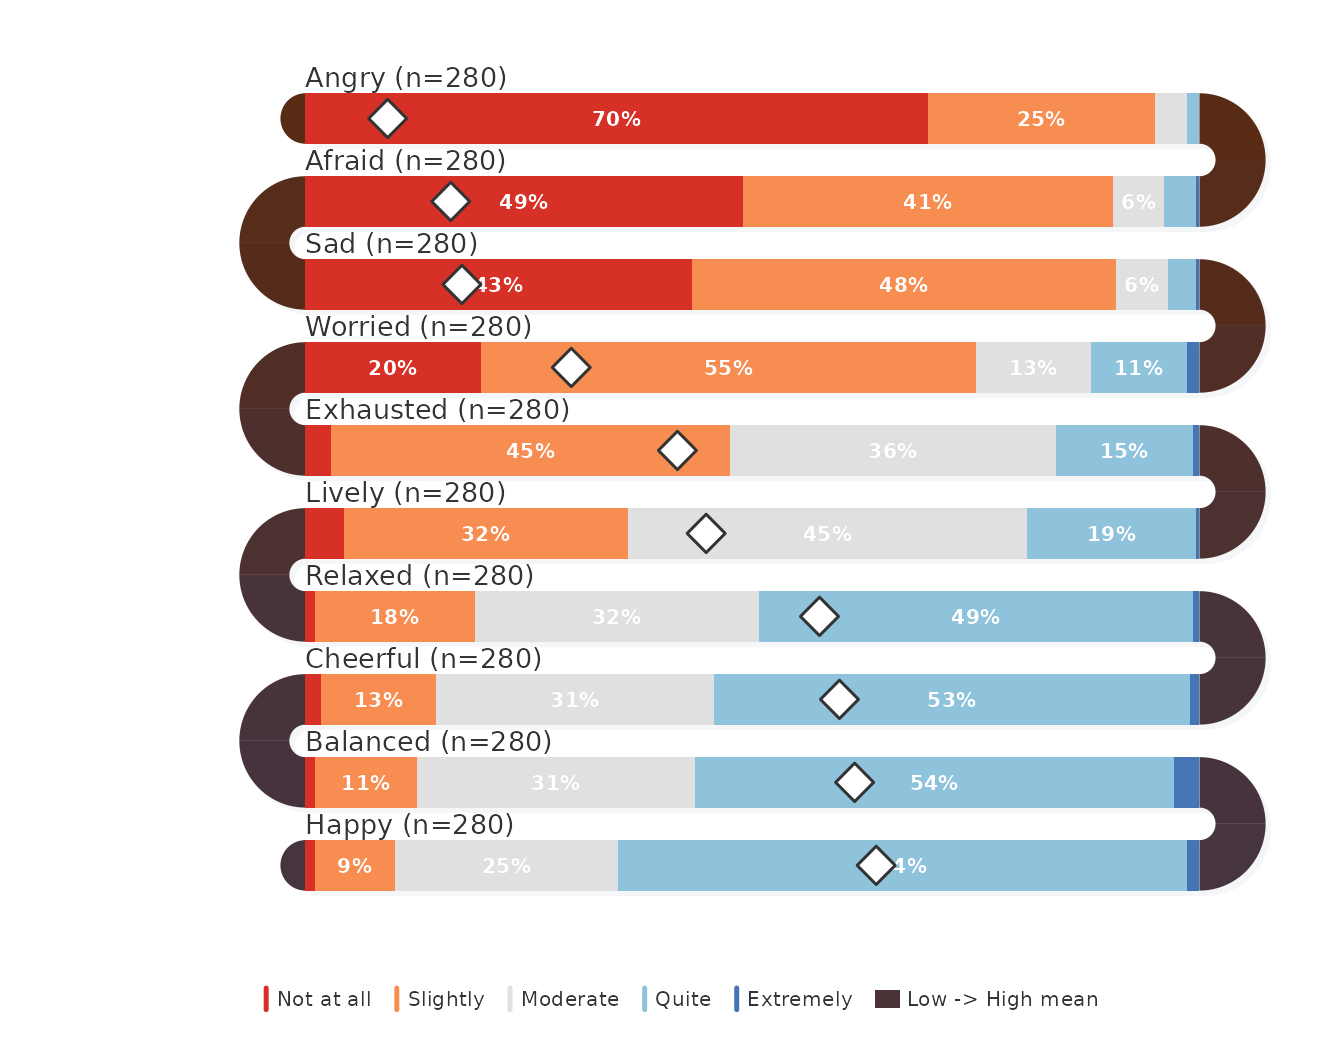 Angry (n=280)
70% 25%
Afraid (n=280)
49% 41% 6%
Sad (n=280)
43% 48% 6%
Worried (n=280)
20% 55% 13% 11%
Exhausted (n=280)
45% 36% 15%
Lively (n=280)
32% 45% 19%
Relaxed (n=280)
18% 32% 49%
Cheerful (n=280)
13% 31% 53%
Balanced (n=280)
11% 31% 54%
Happy (n=280)
9% 25%
Not at all Slightly Moderate Quite Extremely Low -> High mean